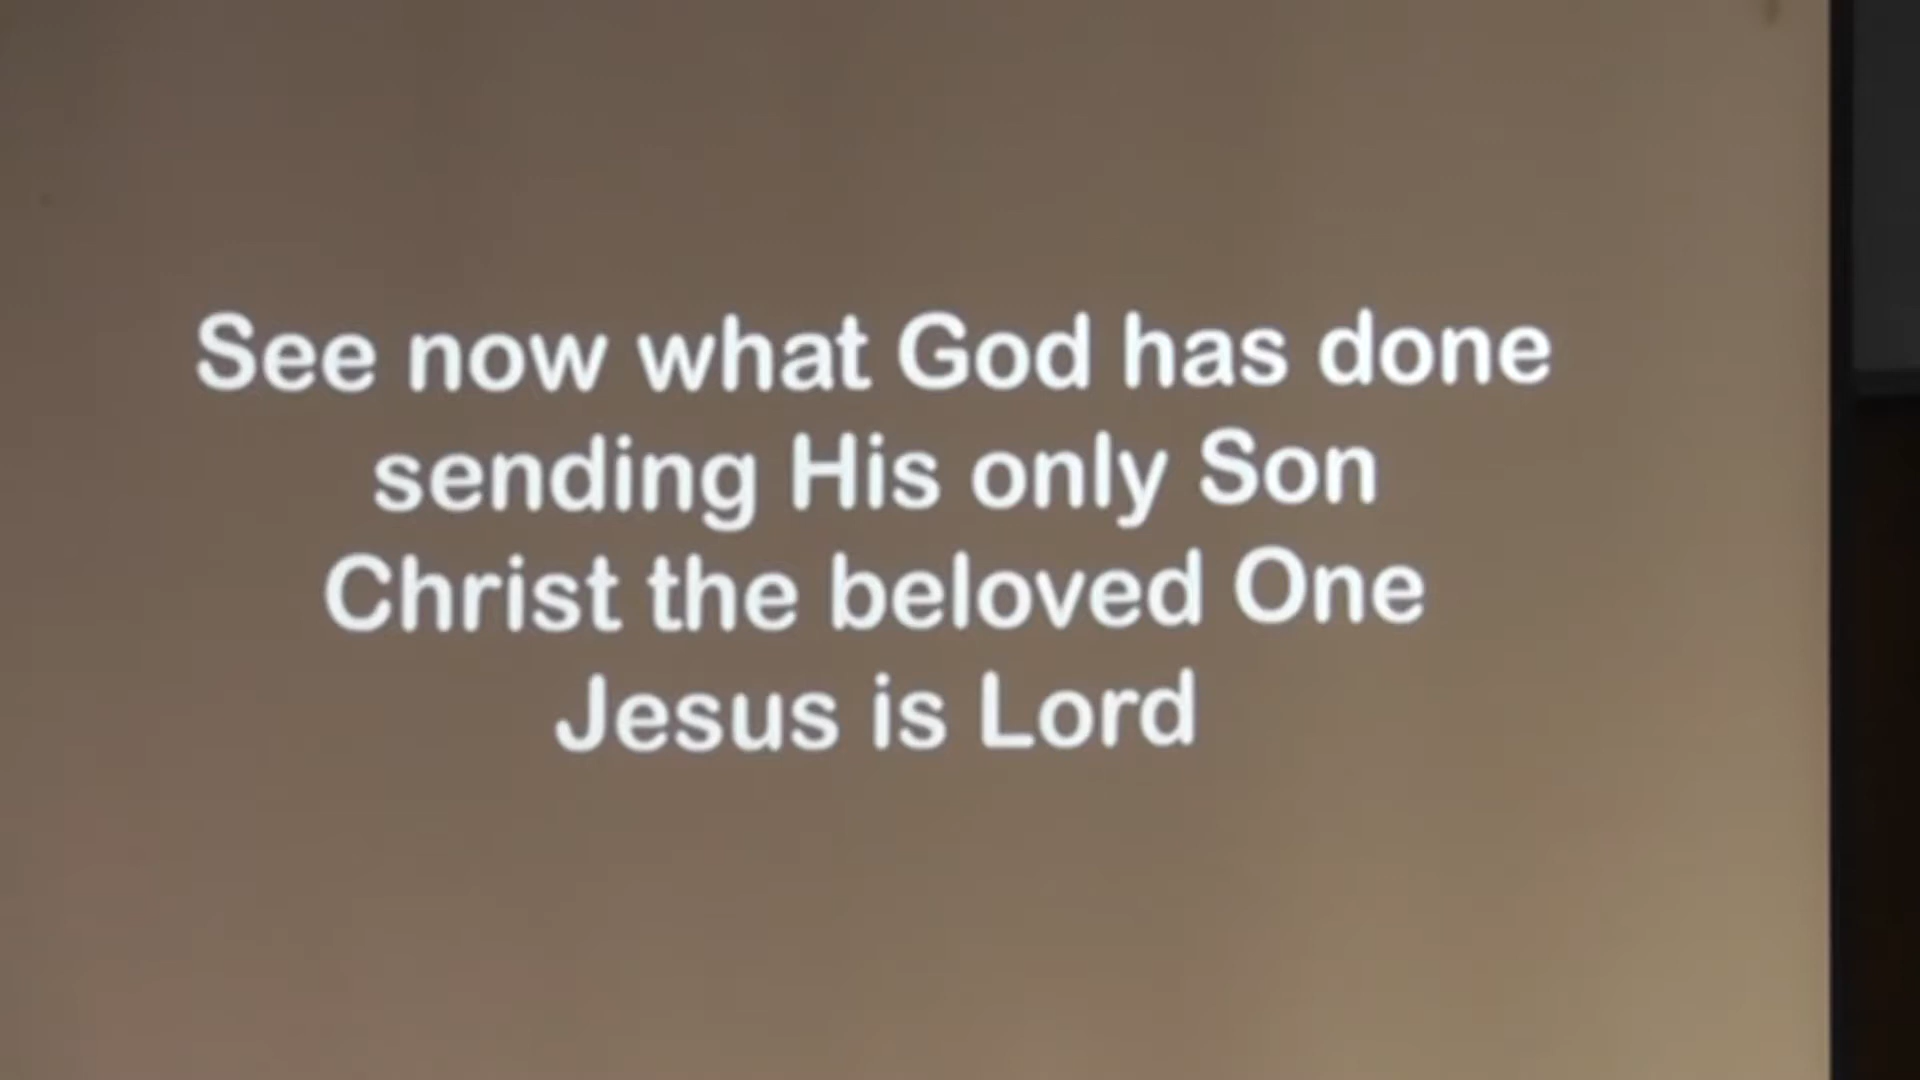 See now what God has done
sending His only Son
Christ the beloved One
Jesus is Lord